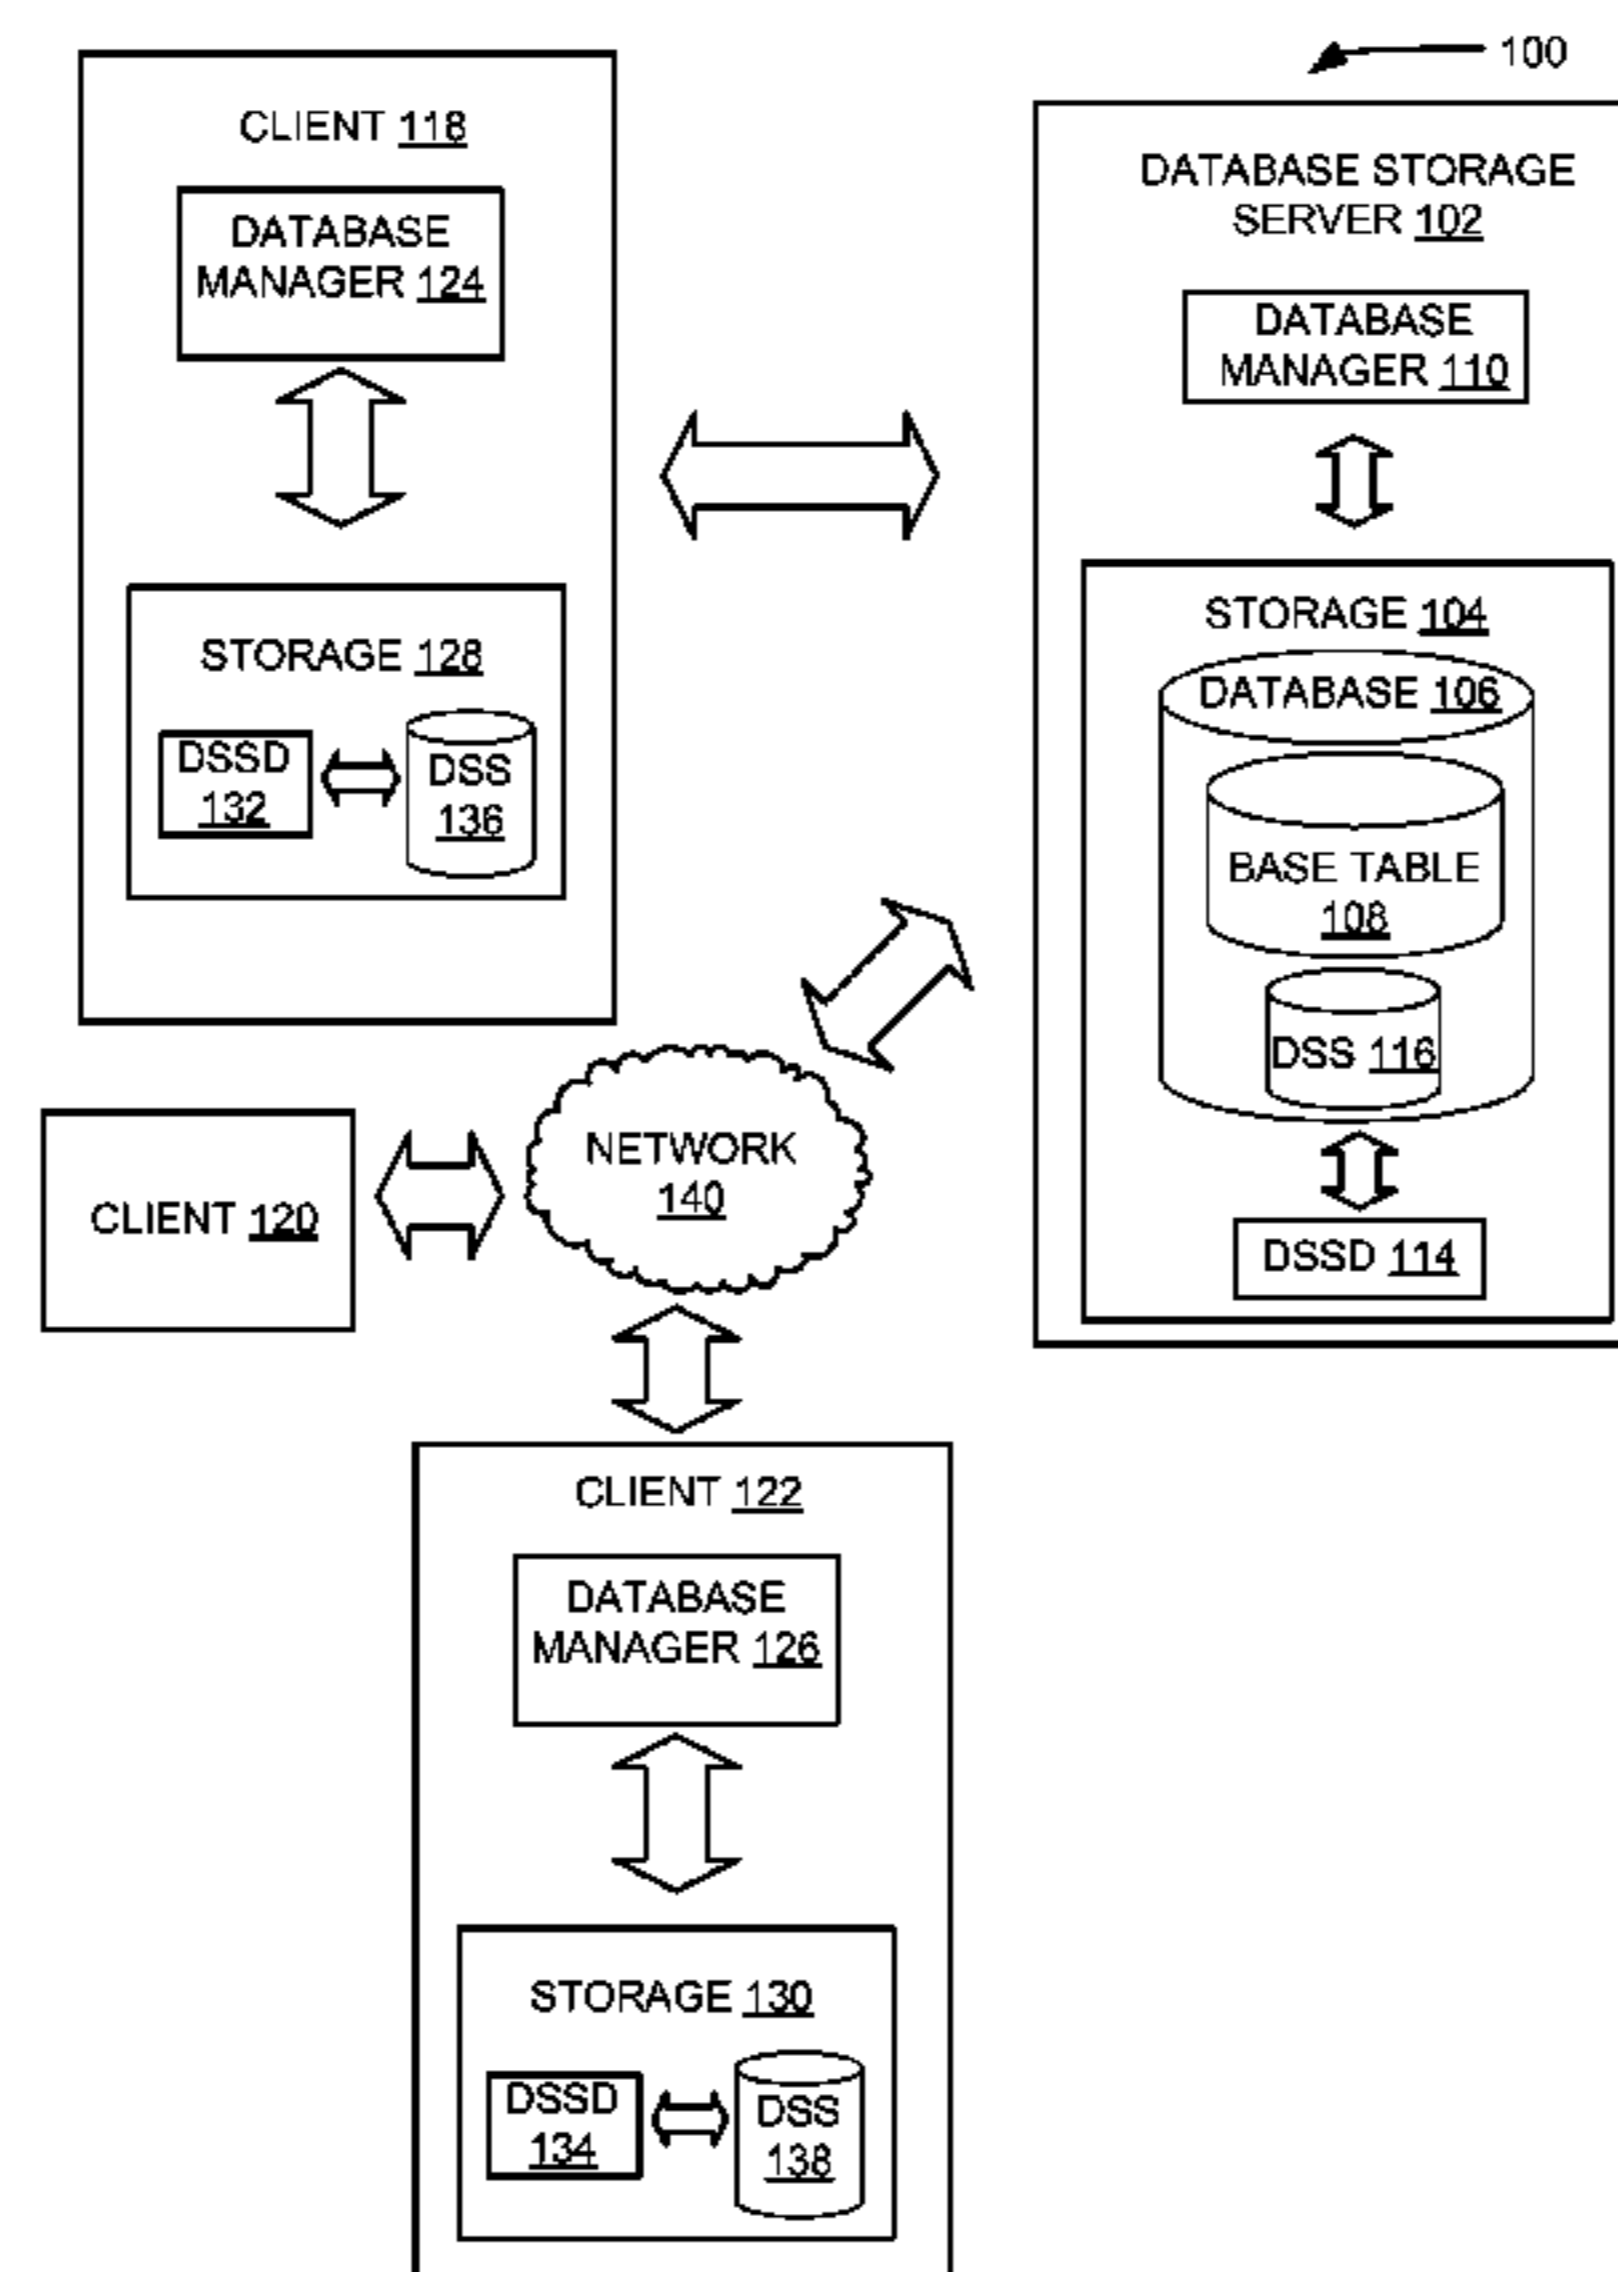 100
CLIENT 118
DATABASE
MANAGER 124
STORAGE 128
DSSD
132
DSS
136
DATABASE STORAGE
SERVER 102
DATABASE
MANAGER 110
STORAGE 104
DATABASE 106
BASE TABLE
108
DSS 116
DSSD 114
CLIENT 120
NETWORK
140
CLIENT 122
DATABASE
MANAGER 126
STORAGE 130
DSSD
134
DSS
138